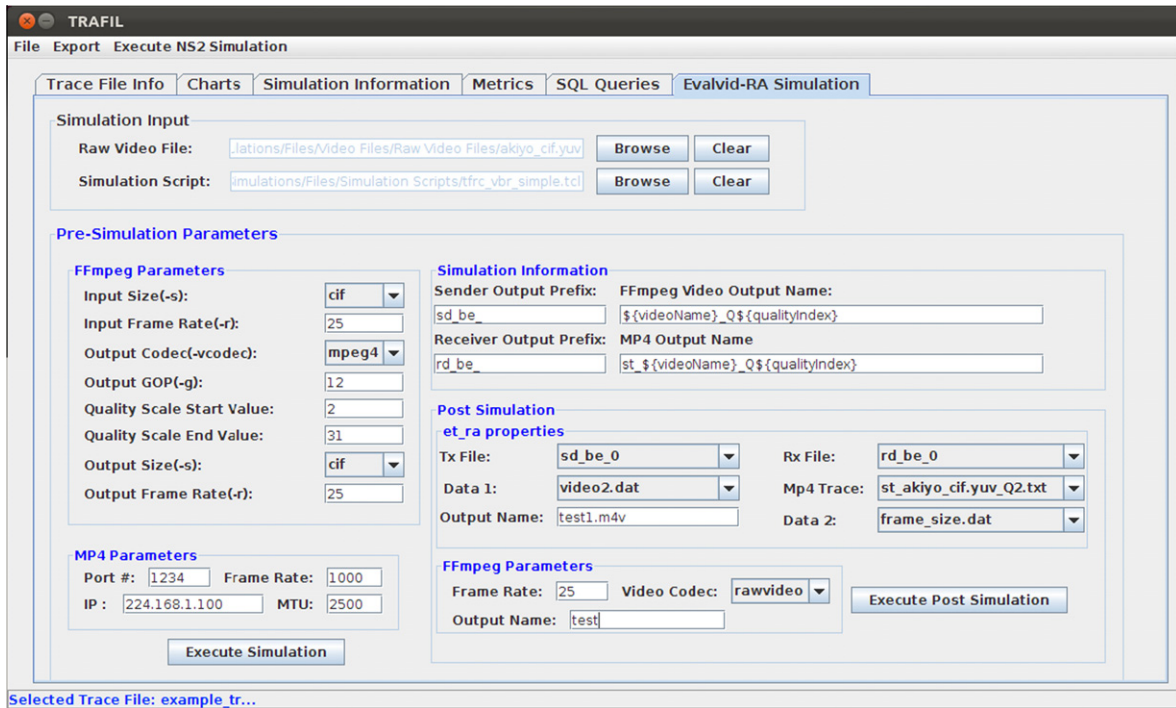 TRAFIL
File Export Execute NS2 Simulation
Trace File Info Charts Simulation Information Metrics SQL Queries Evalvid-RA Simulation
Simulation Input
Raw Video File: .lations/Files/Video Files/Raw Video Files/akiyo_cif.yuv Browse Clear
Simulation Script: imulations/Files/Simulation Scripts/tfrc_vbr_simple.tcl Browse Clear
Pre-Simulation Parameters
FFmpeg Parameters
Input Size(-s): cif
Input Frame Rate(-r): 25
Output Codec(-vcodec): mpeg4
Output GOP(-g): 12
Quality Scale Start Value: 2
Quality Scale End Value: 31
Output Size(-s): cif
Output Frame Rate(-r): 25
MP4 Parameters
Port #: 1234 Frame Rate: 1000
IP : 224.168.1.100 MTU: 2500
Execute Simulation
Simulation Information
Sender Output Prefix: FFmpeg Video Output Name:
sd_be_ ${videoName}_Q${qualityIndex}
Receiver Output Prefix: MP4 Output Name
rd_be_ st_${videoName}_Q${qualityIndex}
Post Simulation
et_ra properties
Tx File: sd_be_0 Rx File: rd_be_0
Data 1: video2.dat Mp4 Trace: st_akiyo_cif.yuv_Q2.txt
Output Name: test1.m4v Data 2: frame_size.dat
FFmpeg Parameters
Frame Rate: 25 Video Codec: rawvideo
Output Name: test
Execute Post Simulation
Selected Trace File: example_tr...